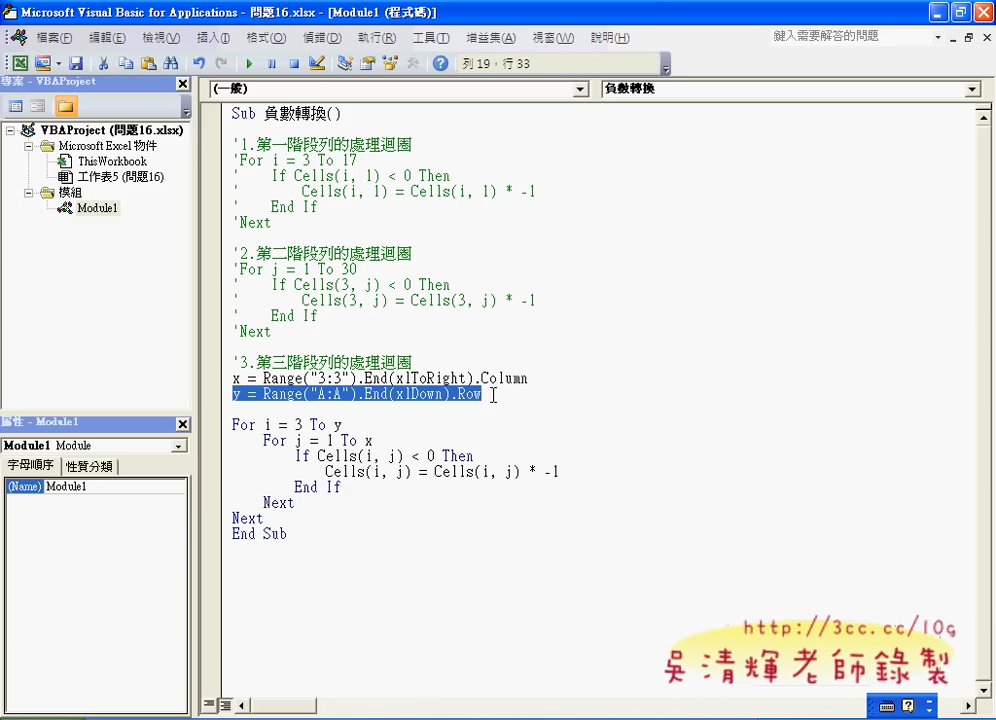 Microsoft Visual Basic for Applications - 問題16.xlsx - [Module1 (程式碼)]
檔案(F) 編輯(E) 檢視(V) 插入(I) 格式(O) 偵錯(D) 執行(R) 工具(T) 增益集(A) 視窗(W) 說明(H) 鍵入需要解答的問題
列 19，行 33
專案 - VBAProject
(一般) 負數轉換
VBAProject (問題16.xlsx)
Microsoft Excel 物件
ThisWorkbook
工作表5 (問題16)
模組
Module1
Sub 負數轉換()
'1.第一階段列的處理迴圈
'For i = 3 To 17
'    If Cells(i, 1) < 0 Then
'        Cells(i, 1) = Cells(i, 1) * -1
'    End If
'Next
'2.第二階段列的處理迴圈
'For j = 1 To 30
'    If Cells(3, j) < 0 Then
'        Cells(3, j) = Cells(3, j) * -1
'    End If
'Next
'3.第三階段列的處理迴圈
x = Range("3:3").End(xlToRight).Column
y = Range("A:A").End(xlDown).Row
For i = 3 To y
    For j = 1 To x
        If Cells(i, j) < 0 Then
            Cells(i, j) = Cells(i, j) * -1
        End If
    Next
Next
End Sub
屬性 - Module1
Module1 Module
字母順序 性質分類
(Name) Module1
http://3cc.cc/10g
吳清輝老師錄製